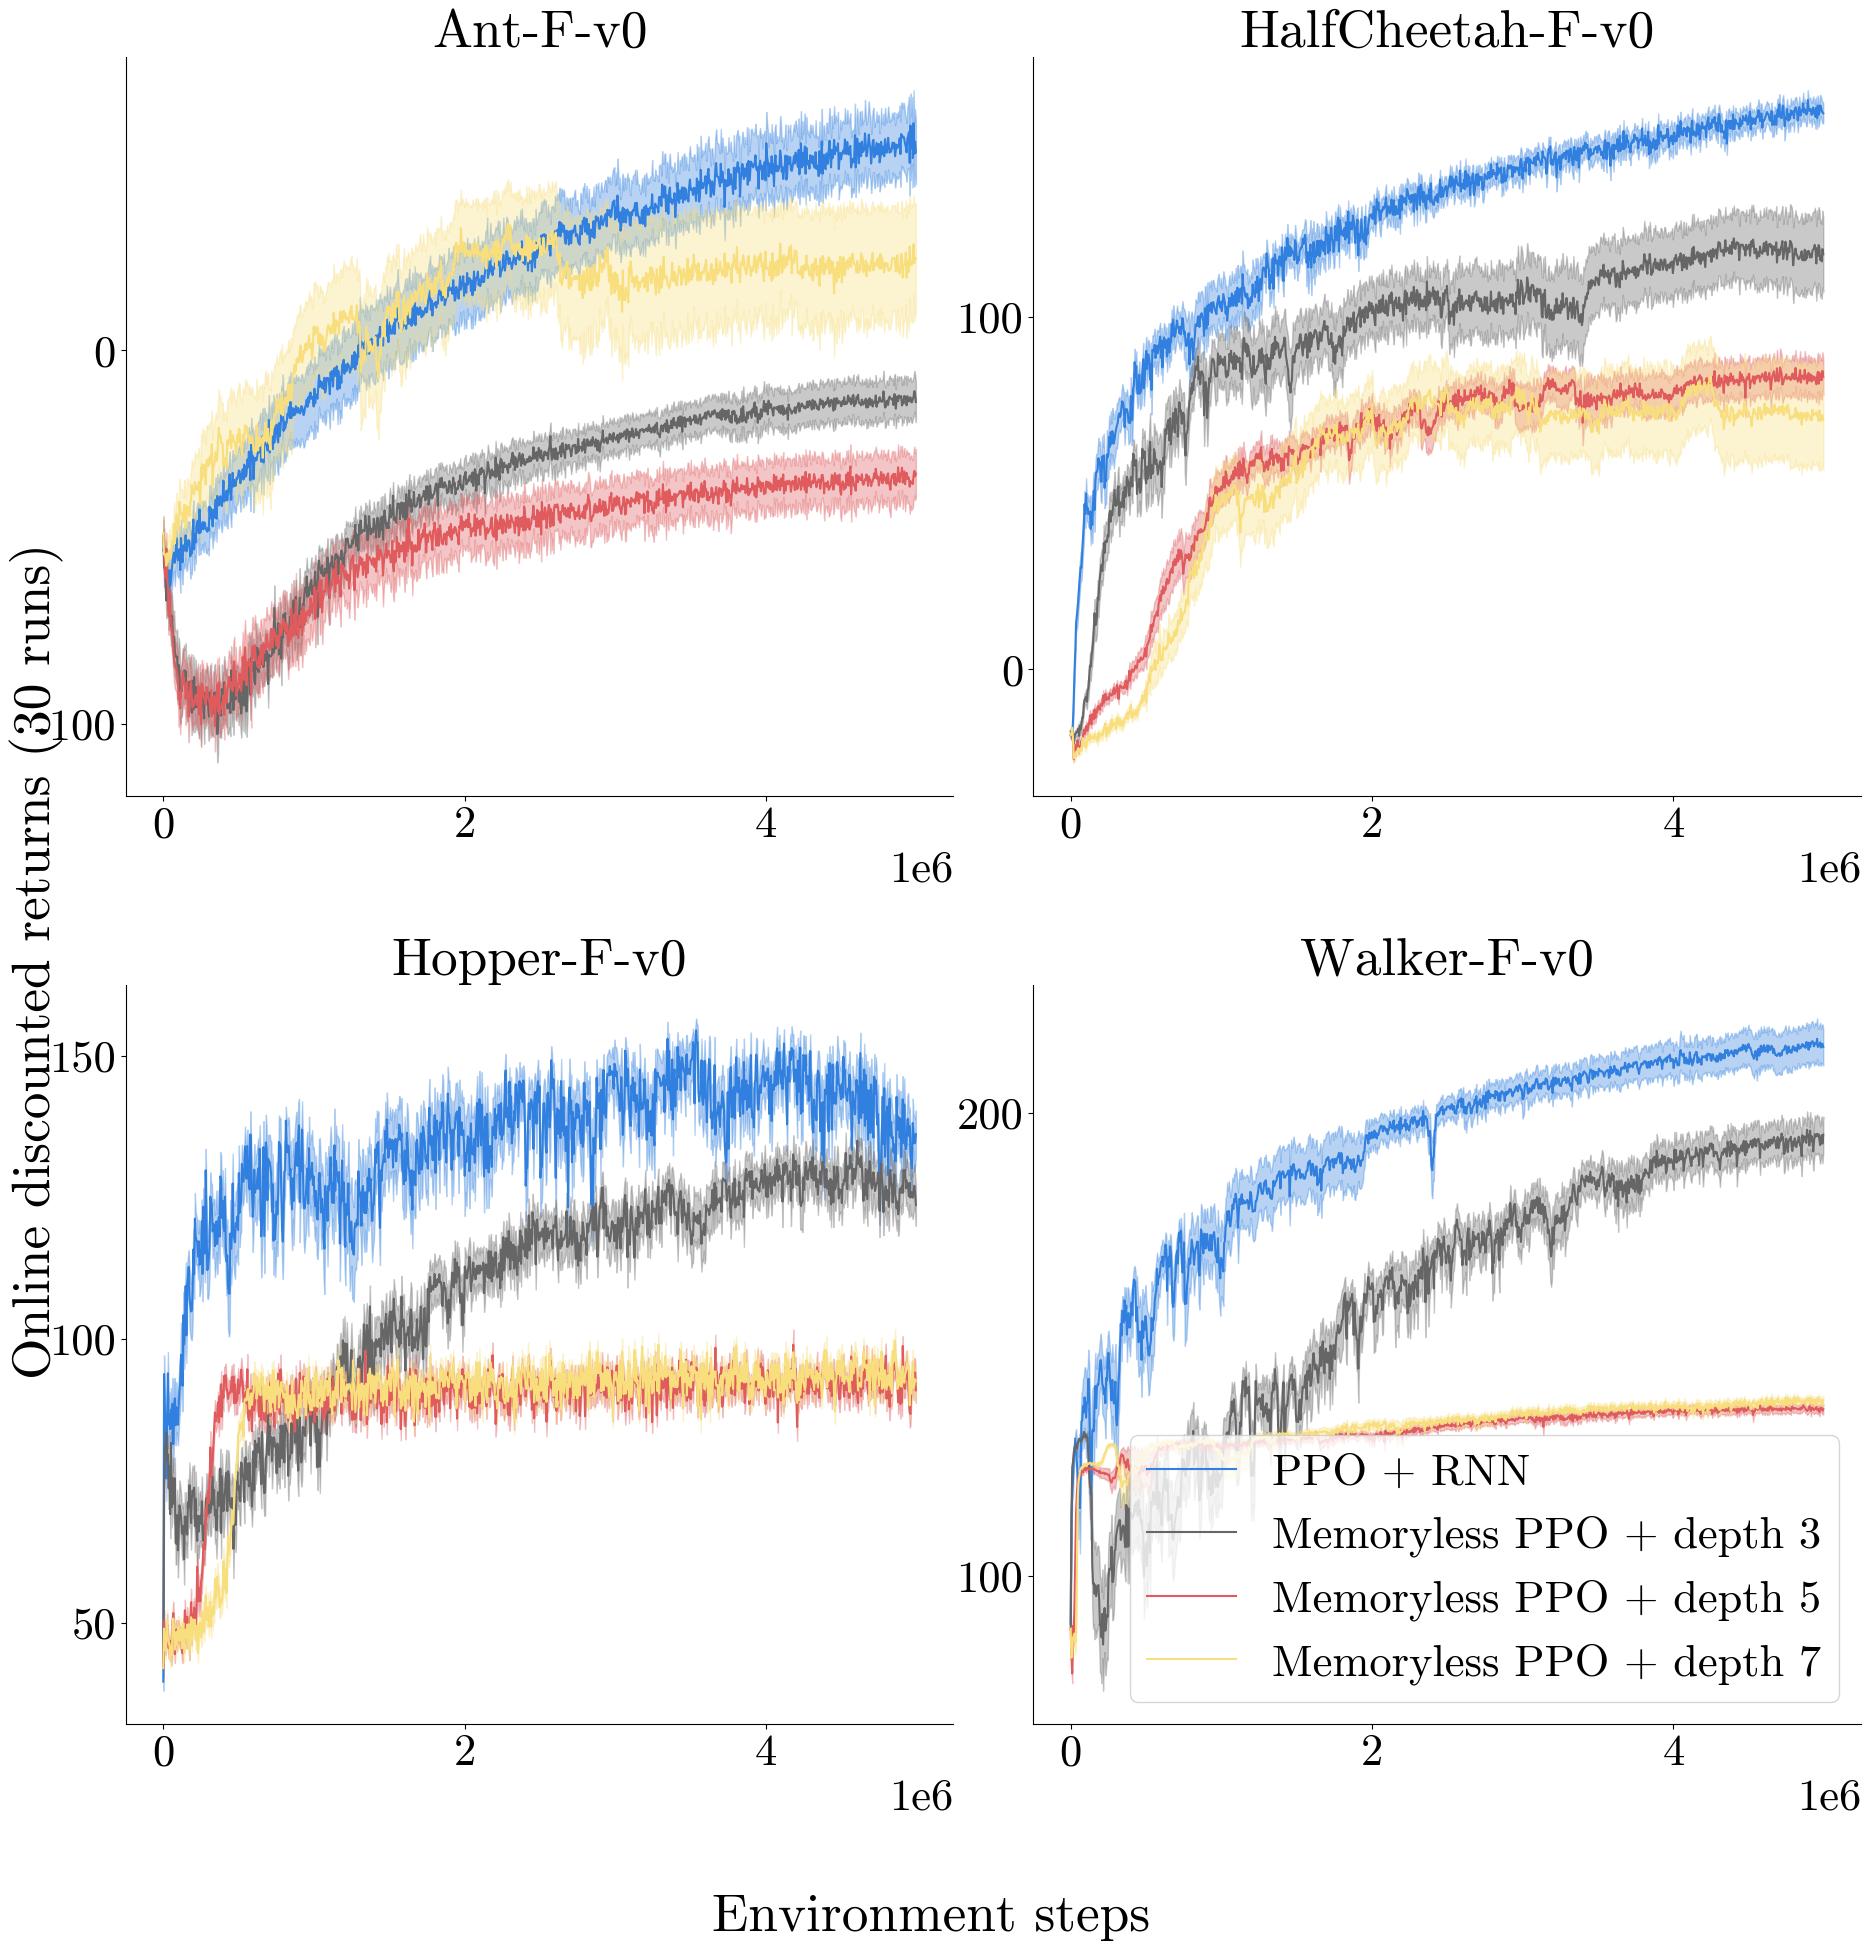 Ant-F-v0
HalfCheetah-F-v0
0
100
0
2
4
1e6
100
0
0
2
4
1e6
Online discounted returns (30 runs)
Hopper-F-v0
Walker-F-v0
150
100
50
0
2
4
1e6
200
100
PPO + RNN
Memoryless PPO + depth 3
Memoryless PPO + depth 5
Memoryless PPO + depth 7
0
2
4
1e6
Environment steps